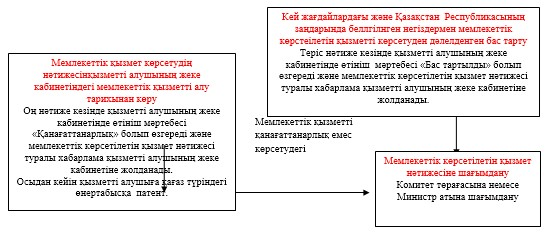 Мемлекеттік қызмет көрсетудің
нәтижесінқызметті алушының жеке
кабинетіндегі мемлекеттік қызметті алу
тарихынан көру
Оң нәтиже кезінде қызметті алушының жеке
кабинетінде өтініш мәртебесі
«Қанағаттанарлық» болып өзгереді және
мемлекеттік көрсетілетін қызмет нәтижесі
туралы хабарлама қызметті алушының жеке
кабинетіне жолданады.
Осыдан кейін қызметті алушыға қағаз түріндегі
өнертабысқа патент.
Кей жағдайлардағы және Қазақстан Республикасының
заңдарында беллгілнген негіздермен мемлекеттік
көрстеілетін қызметті көрсетуден дәлелденген бас тарту
Теріс нәтиже кезінде қызметті алушының жеке
кабинетінде өтініш мәртебесі «Бас тартылды» болып
өзгереді және мемлекеттік көрсетілетін қызмет нәтижесі
туралы хабарлама қызметті алушының жеке кабинетіне
жолданады.
Мемлекеттік қызметті
қанағаттанарлық емес
көрсетудегі
Мемлекеттік көрсетілетін қызмет
нәтижесіне шағымдану
Комитет төрағасына немесе
Министр атына шағымдану